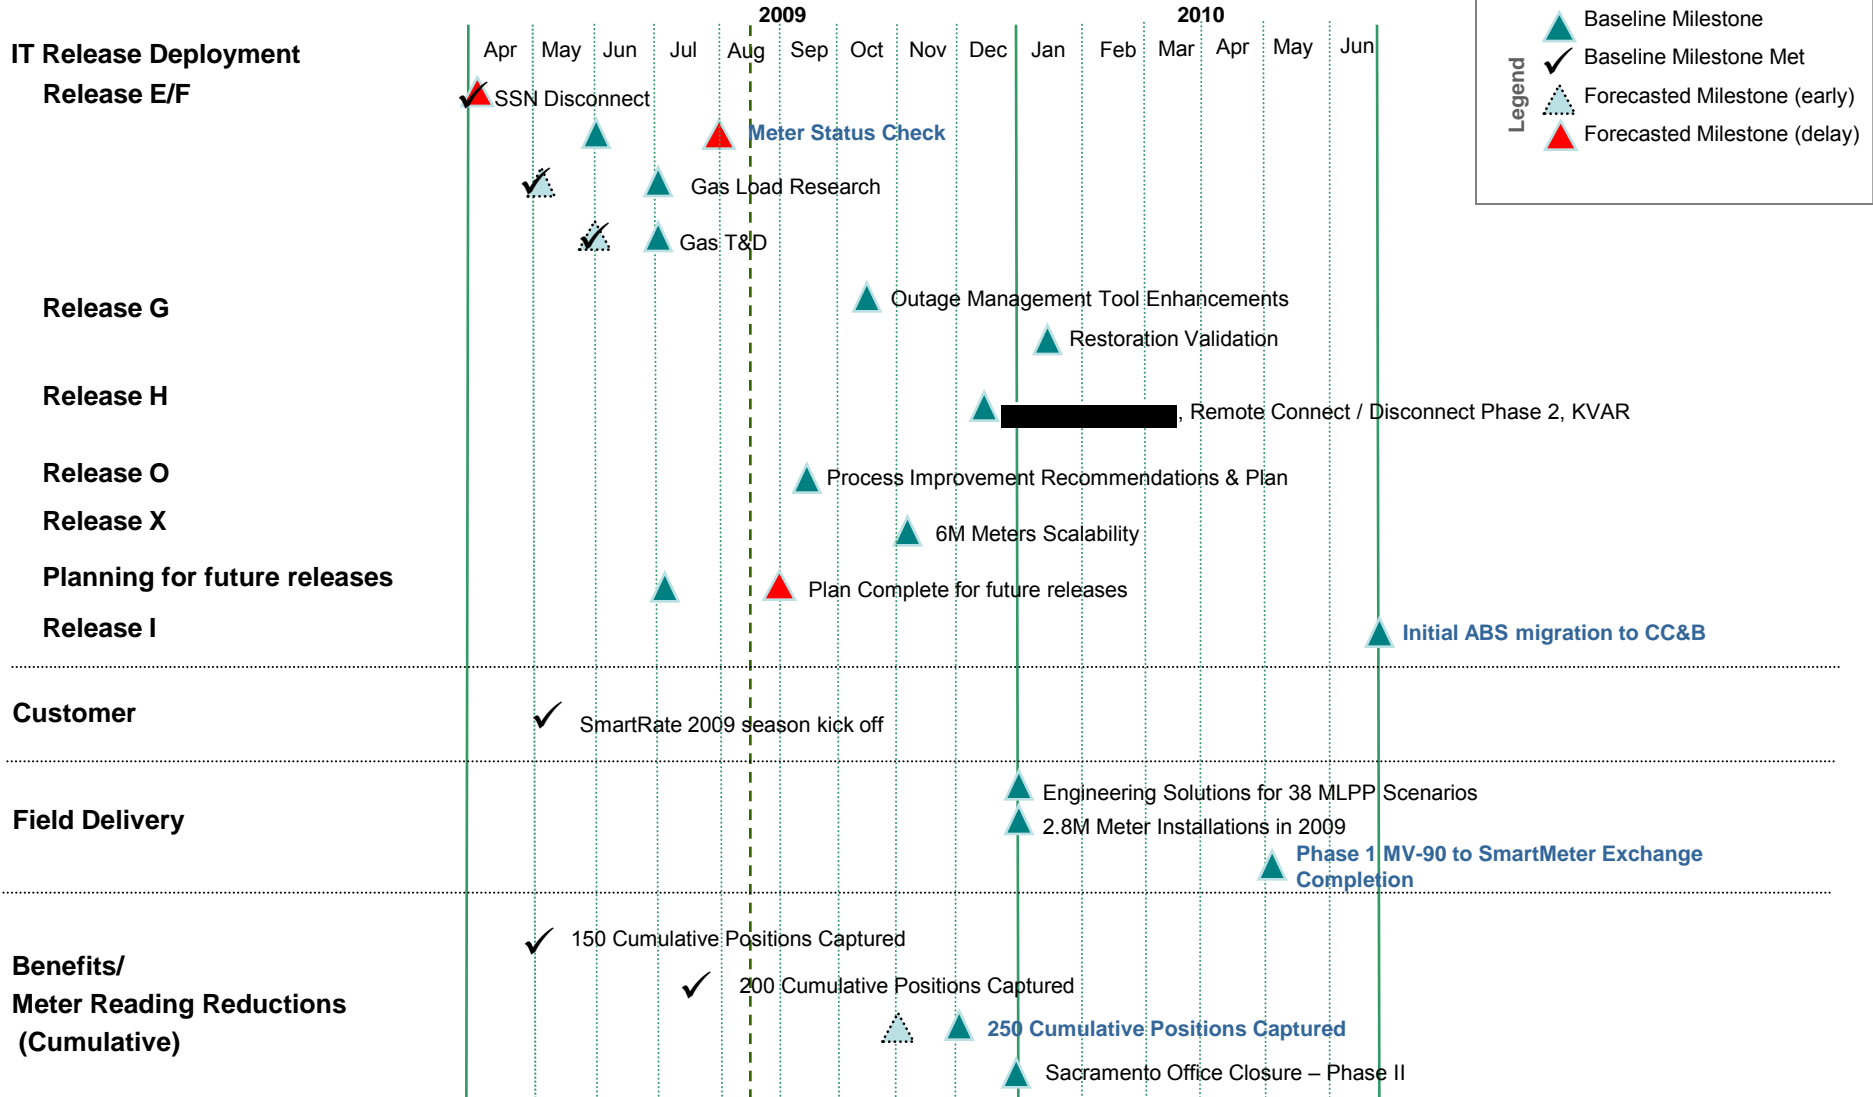 2009
2010
Apr May Jun Jul Aug Sep Oct Nov Dec Jan Feb Mar Apr May Jun
Legend
Baseline Milestone
Baseline Milestone Met
Forecasted Milestone (early)
Forecasted Milestone (delay)
IT Release Deployment
Release E/F
SSN Disconnect
Meter Status Check
Gas Load Research
Gas T&D
Release G
Outage Management Tool Enhancements
Restoration Validation
Release H
, Remote Connect / Disconnect Phase 2, KVAR
Release O
Process Improvement Recommendations & Plan
Release X
6M Meters Scalability
Planning for future releases
Plan Complete for future releases
Release I
Initial ABS migration to CC&B
Customer
SmartRate 2009 season kick off
Field Delivery
Engineering Solutions for 38 MLPP Scenarios
2.8M Meter Installations in 2009
Phase 1 MV-90 to SmartMeter Exchange
Completion
Benefits/
Meter Reading Reductions
(Cumulative)
150 Cumulative Positions Captured
200 Cumulative Positions Captured
250 Cumulative Positions Captured
Sacramento Office Closure – Phase II